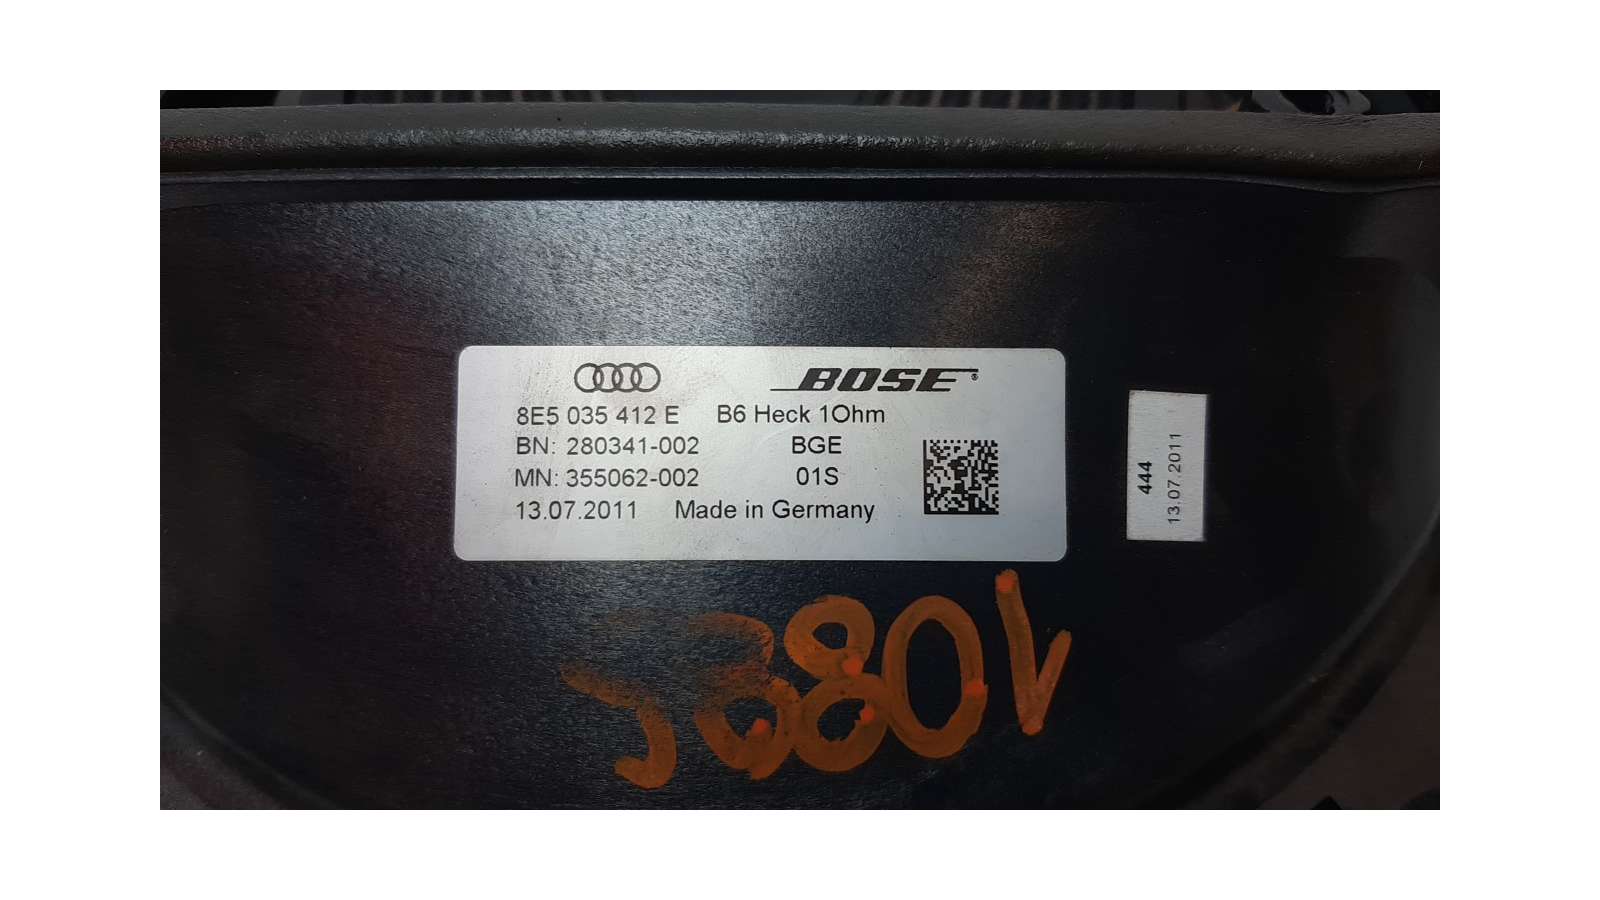 BOSE®
8E5 035 412 E B6 Heck 1Ohm
BN: 280341-002 BGE
MN: 355062-002 01S
13.07.2011 Made in Germany
444
13.07.2011